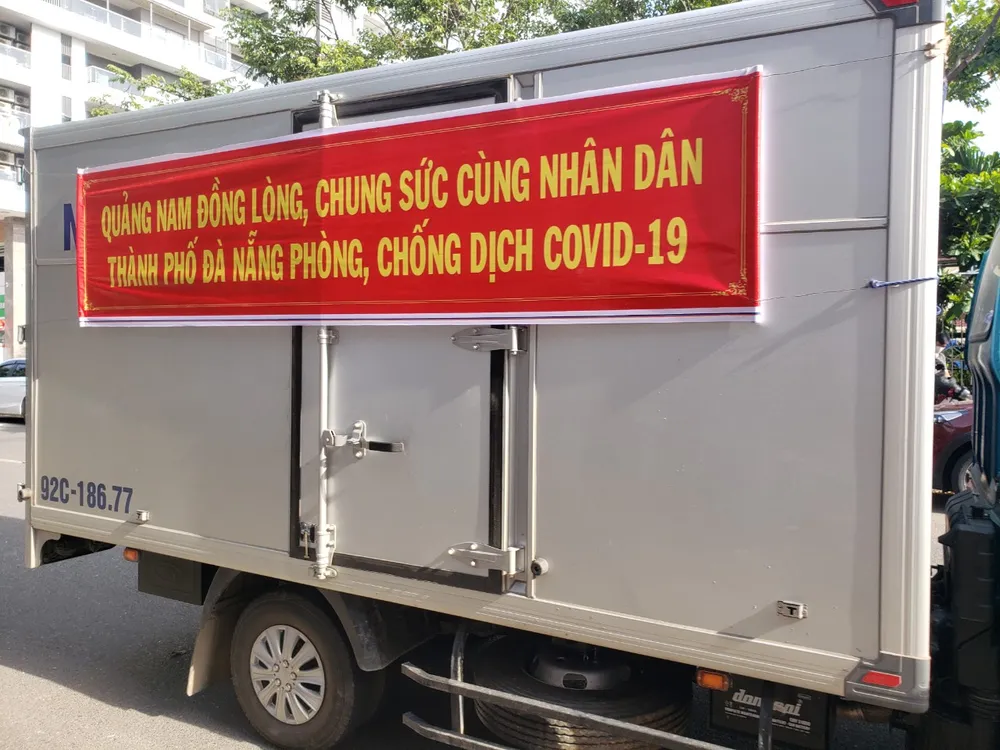 QUẢNG NAM ĐỒNG LÒNG, CHUNG SỨC CÙNG NHÂN DÂN
THÀNH PHỐ ĐÀ NẴNG PHÒNG, CHỐNG DỊCH COVID-19
92C-186.77